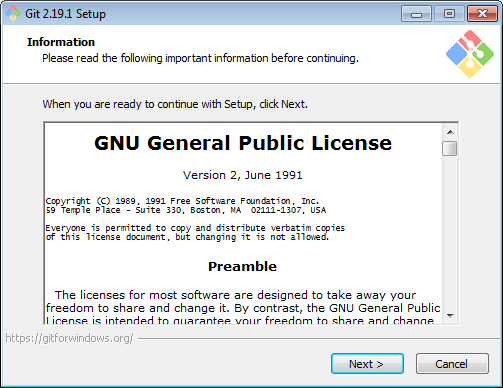 Git 2.19.1 Setup
Information
Please read the following important information before continuing.
When you are ready to continue with Setup, click Next.
GNU General Public License
Version 2, June 1991
Copyright (C) 1989, 1991 Free Software Foundation, Inc.
59 Temple Place - Suite 330, Boston, MA  02111-1307, USA
Everyone is permitted to copy and distribute verbatim copies
of this license document, but changing it is not allowed.
Preamble
The licenses for most software are designed to take away your
freedom to share and change it. By contrast, the GNU General Public
License is intended to guarantee your freedom to share and change
https://gitforwindows.org/
Next >
Cancel